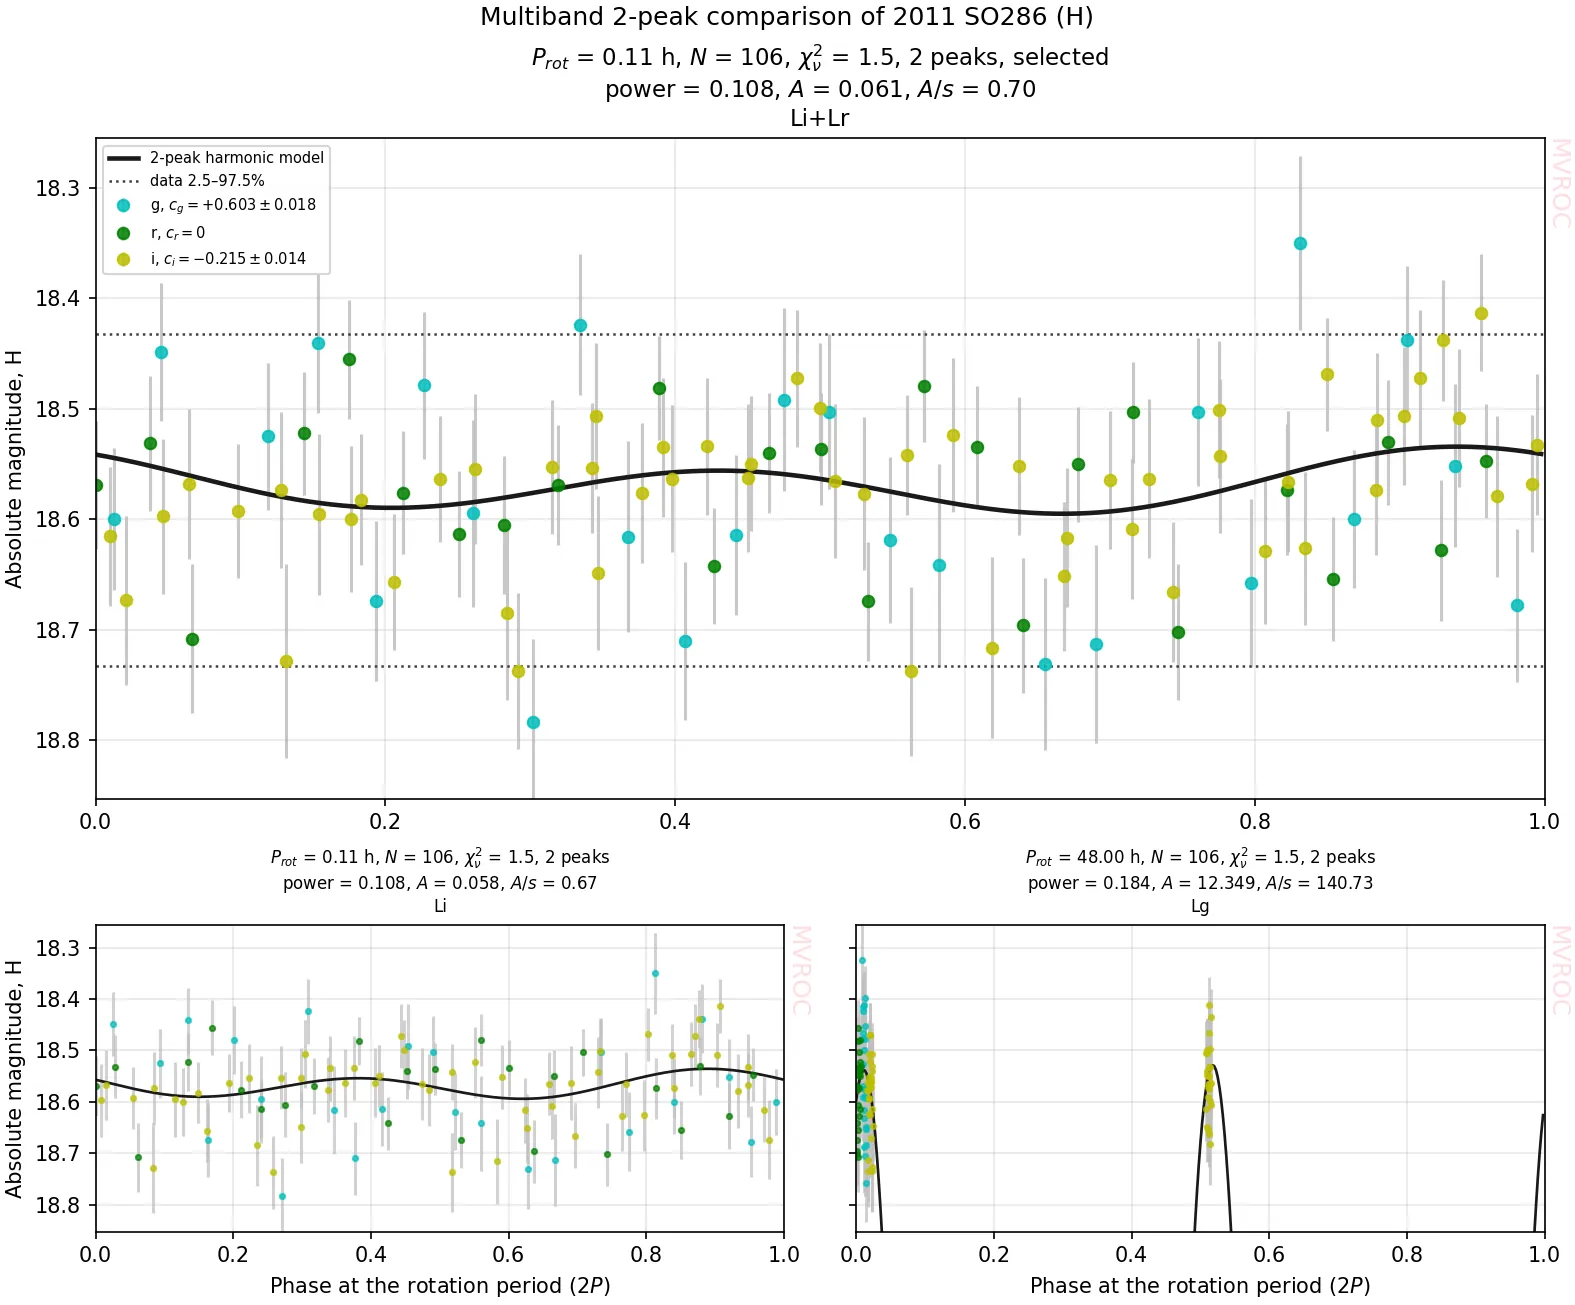 Multiband 2-peak comparison of 2011 SO286 (H)
P_rot = 0.11 h, N = 106, χ²_ν = 1.5, 2 peaks, selected
power = 0.108, A = 0.061, A/s = 0.70
Li+Lr
2-peak harmonic model
data 2.5–97.5%
g, c_g = +0.603 ± 0.018
r, c_r = 0
i, c_i = −0.215 ± 0.014
MVROC
Absolute magnitude, H
18.3
18.4
18.5
18.6
18.7
18.8
0.0 0.2 0.4 0.6 0.8 1.0
P_rot = 0.11 h, N = 106, χ²_ν = 1.5, 2 peaks
power = 0.108, A = 0.058, A/s = 0.67
Li
MVROC
Absolute magnitude, H
18.3
18.4
18.5
18.6
18.7
18.8
0.0 0.2 0.4 0.6 0.8 1.0
Phase at the rotation period (2P)
P_rot = 48.00 h, N = 106, χ²_ν = 1.5, 2 peaks
power = 0.184, A = 12.349, A/s = 140.73
Lg
MVROC
0.0 0.2 0.4 0.6 0.8 1.0
Phase at the rotation period (2P)